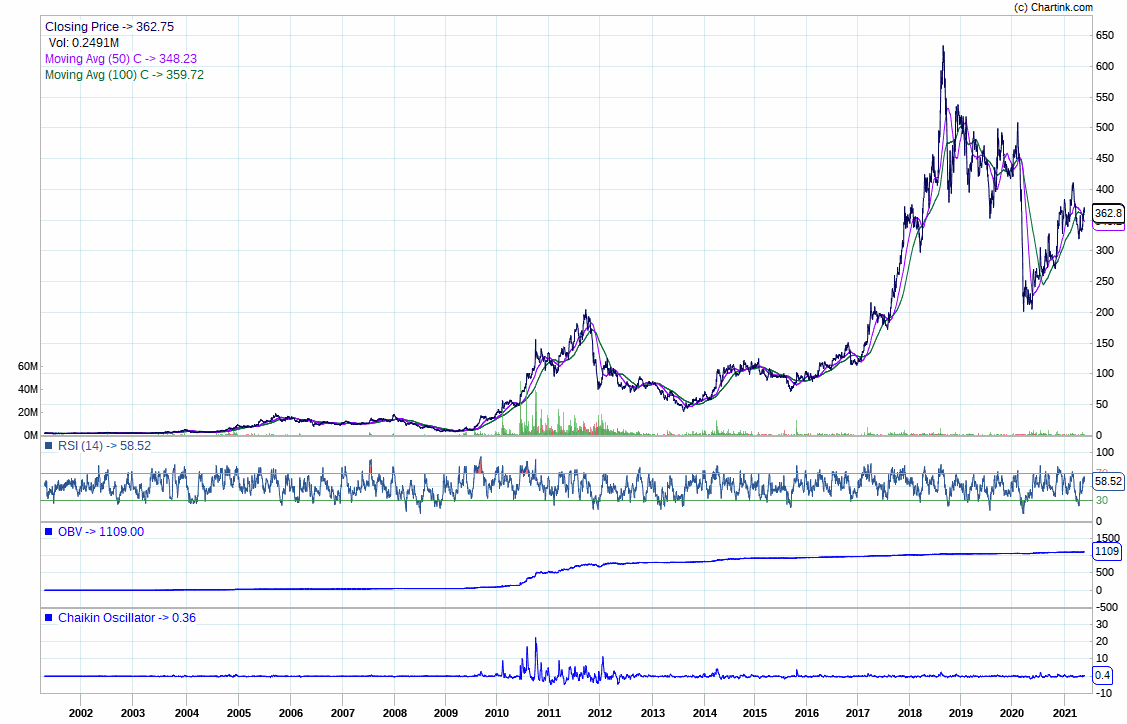 (c) Chartink.com
Closing Price -> 362.75
Vol: 0.2491M
Moving Avg (50) C -> 348.23
Moving Avg (100) C -> 359.72
650
600
550
500
450
400
362.8
300
250
200
150
100
50
0
60M
40M
20M
0M
RSI (14) -> 58.52
100
70
58.52
30
0
OBV -> 1109.00
1500
1109
500
0
-500
Chaikin Oscillator -> 0.36
30
20
10
0.4
-10
2002 2003 2004 2005 2006 2007 2008 2009 2010 2011 2012 2013 2014 2015 2016 2017 2018 2019 2020 2021